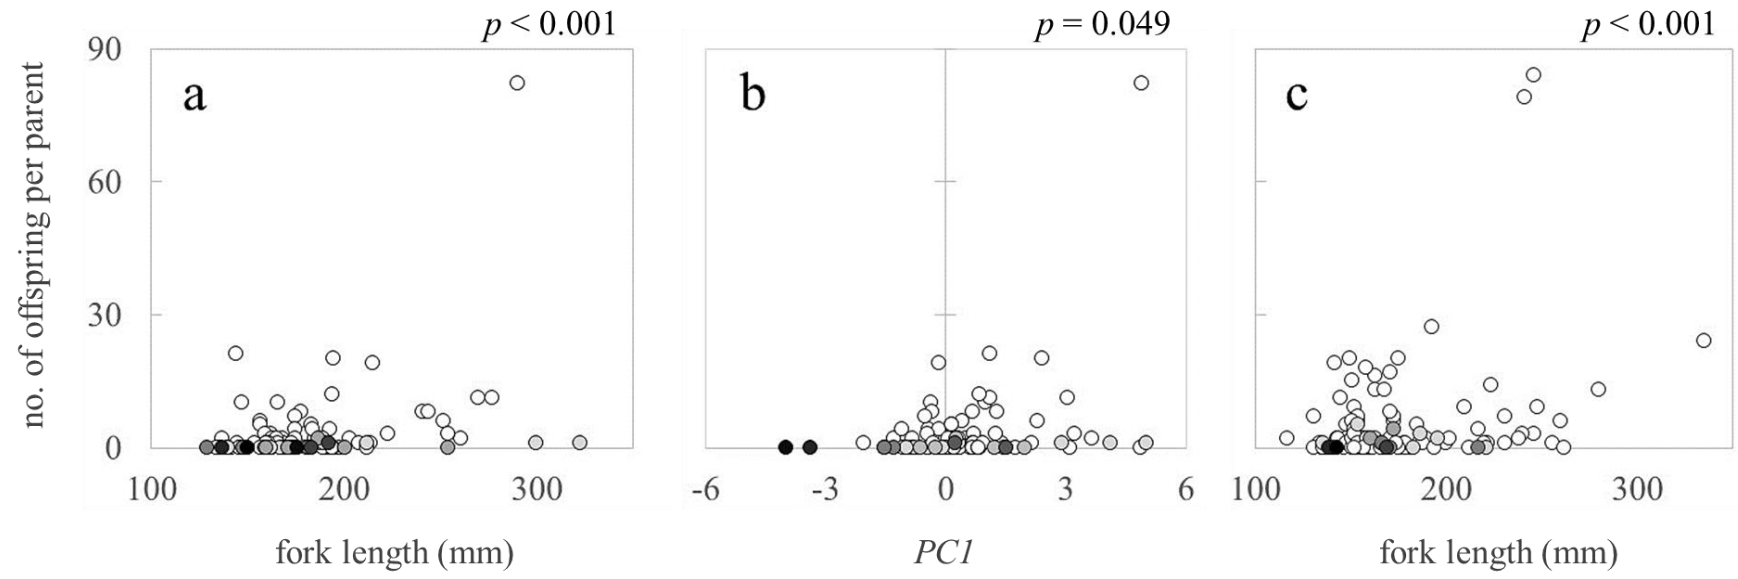 p < 0.001
p = 0.049
p < 0.001
90
60
30
0
no. of offspring per parent
a
b
c
100 200 300
-6 -3 0 3 6
100 200 300
fork length (mm)
PC1
fork length (mm)